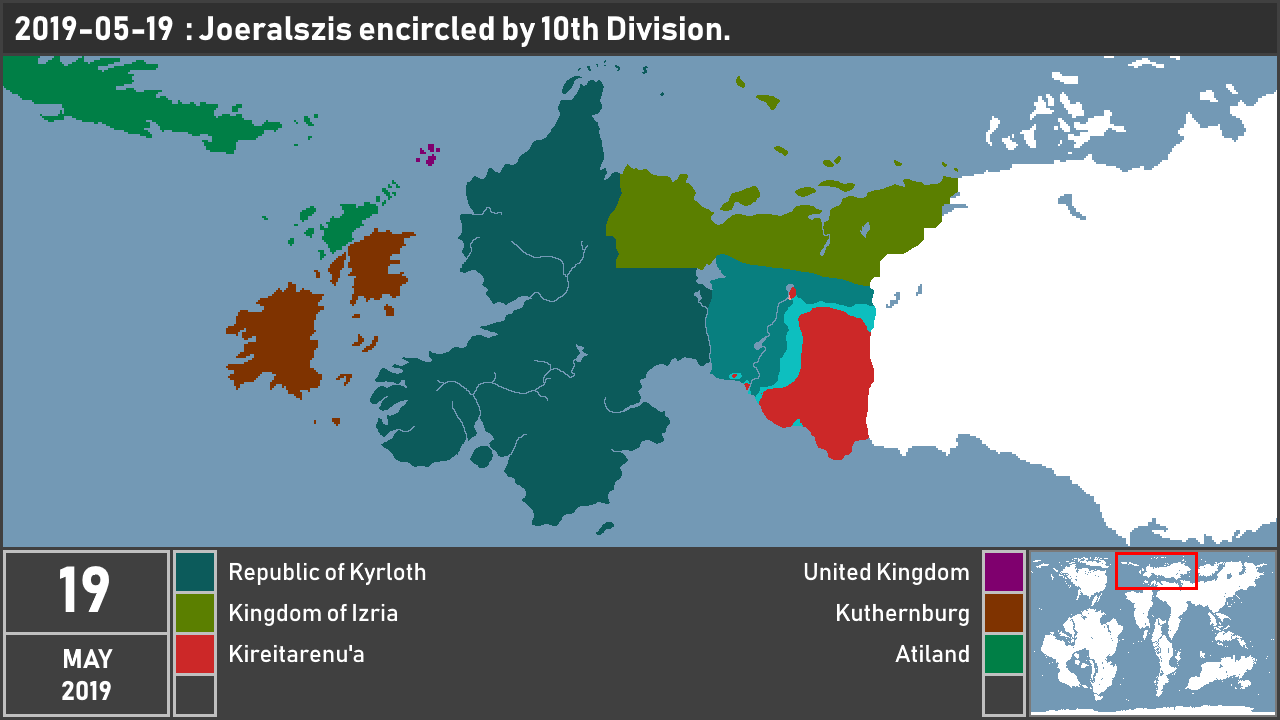 2019-05-19 : Joeralszis encircled by 10th Division.
19
MAY
2019
Republic of Kyrloth
Kingdom of Izria
Kireitarenu'a
United Kingdom
Kuthernburg
Atiland